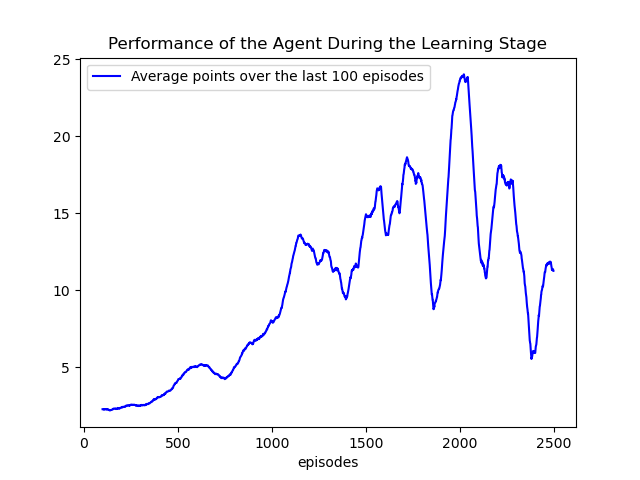 Performance of the Agent During the Learning Stage
Average points over the last 100 episodes
25
20
15
10
5
0 500 1000 1500 2000 2500
episodes